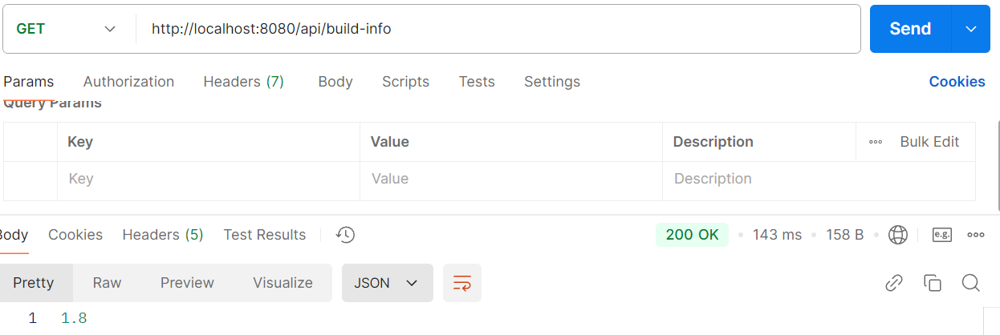 GET http://localhost:8080/api/build-info Send
Params Authorization Headers (7) Body Scripts Tests Settings Cookies
Query Params
Key Value Description Bulk Edit
Key Value Description
Body Cookies Headers (5) Test Results 200 OK 143 ms 158 B e.g.
Pretty Raw Preview Visualize JSON
1 1.8